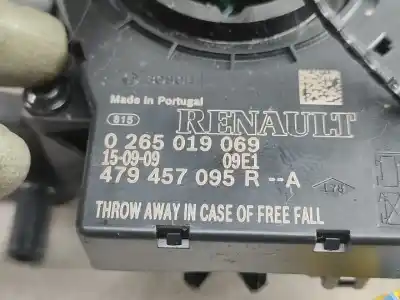 BOSCH
Made in Portugal
815
RENAULT
0 265 019 069
15-09-09 09E1
479 457 095 R --A
THROW AWAY IN CASE OF FREE FALL